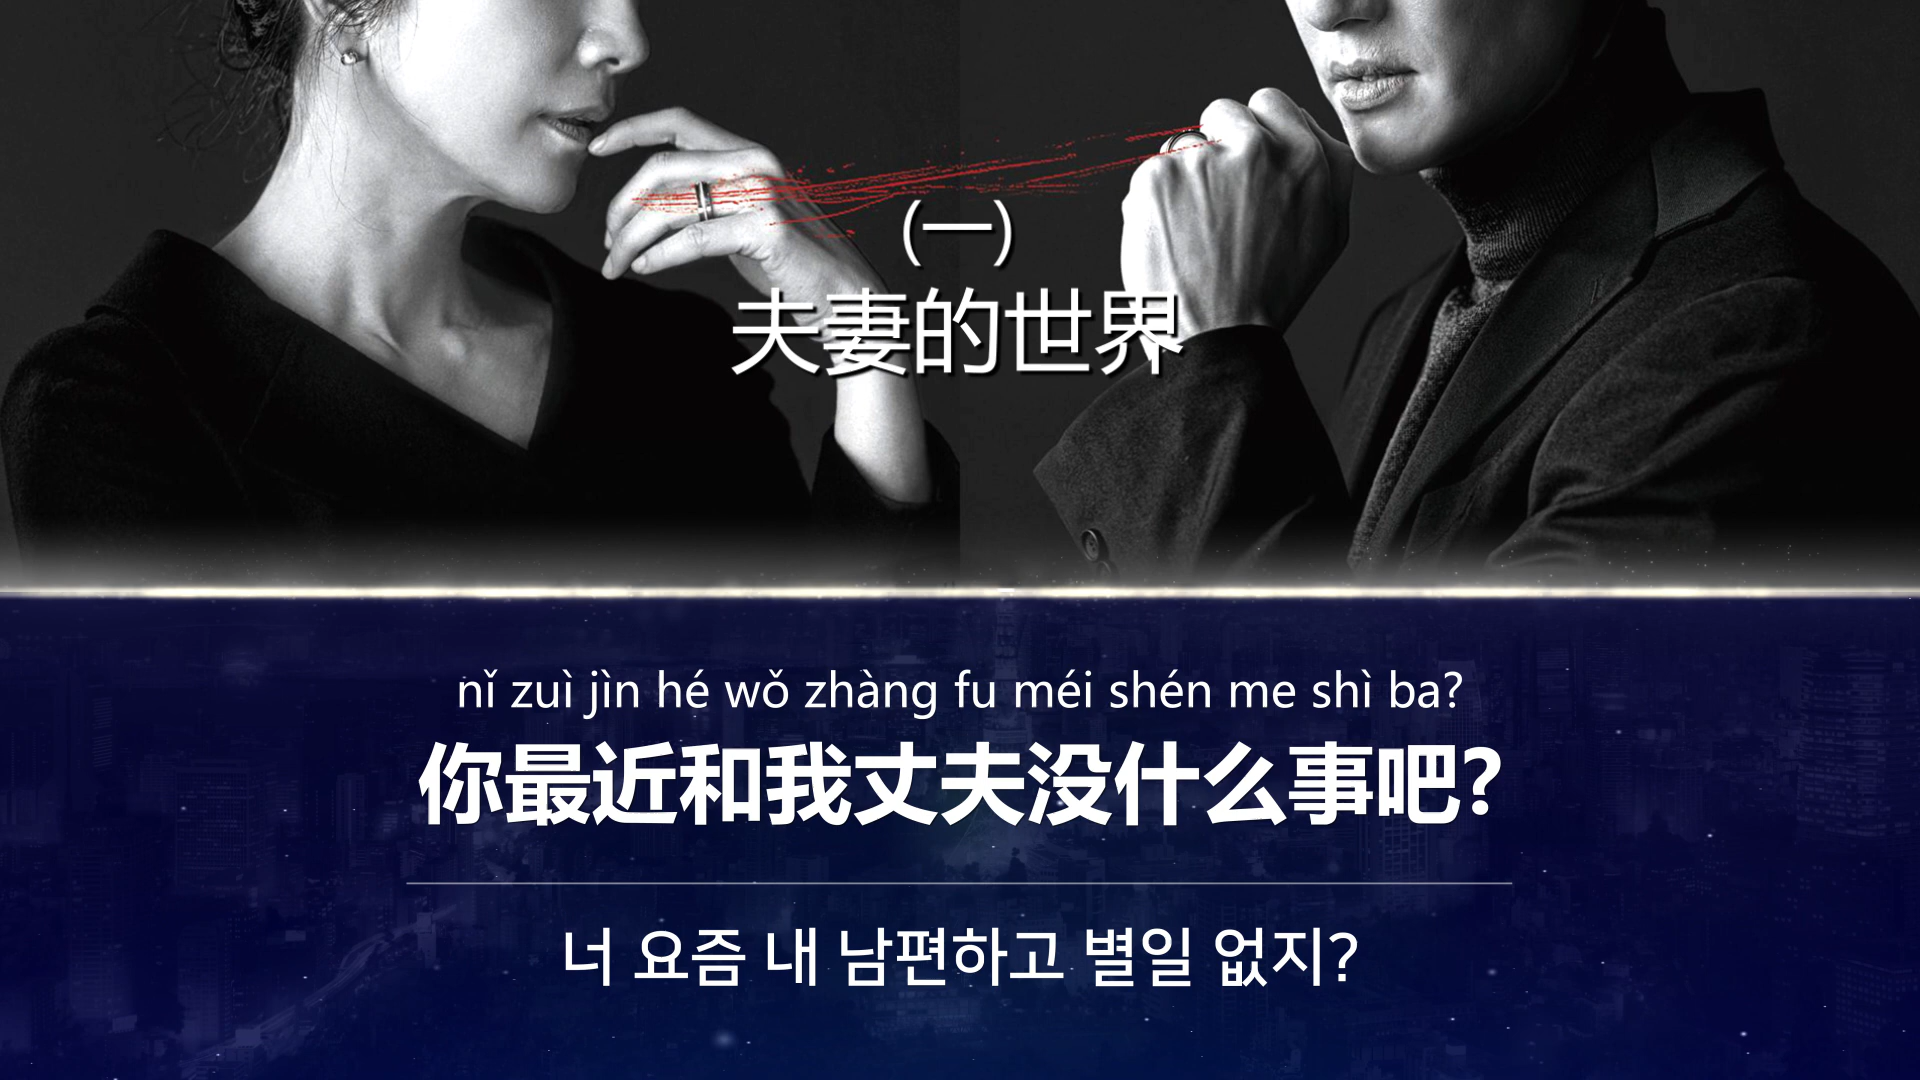 (一)
夫妻的世界
nǐ zuì jìn hé wǒ zhàng fu méi shén me shì ba?
你最近和我丈夫没什么事吧?
너 요즘 내 남편하고 별일 없지?